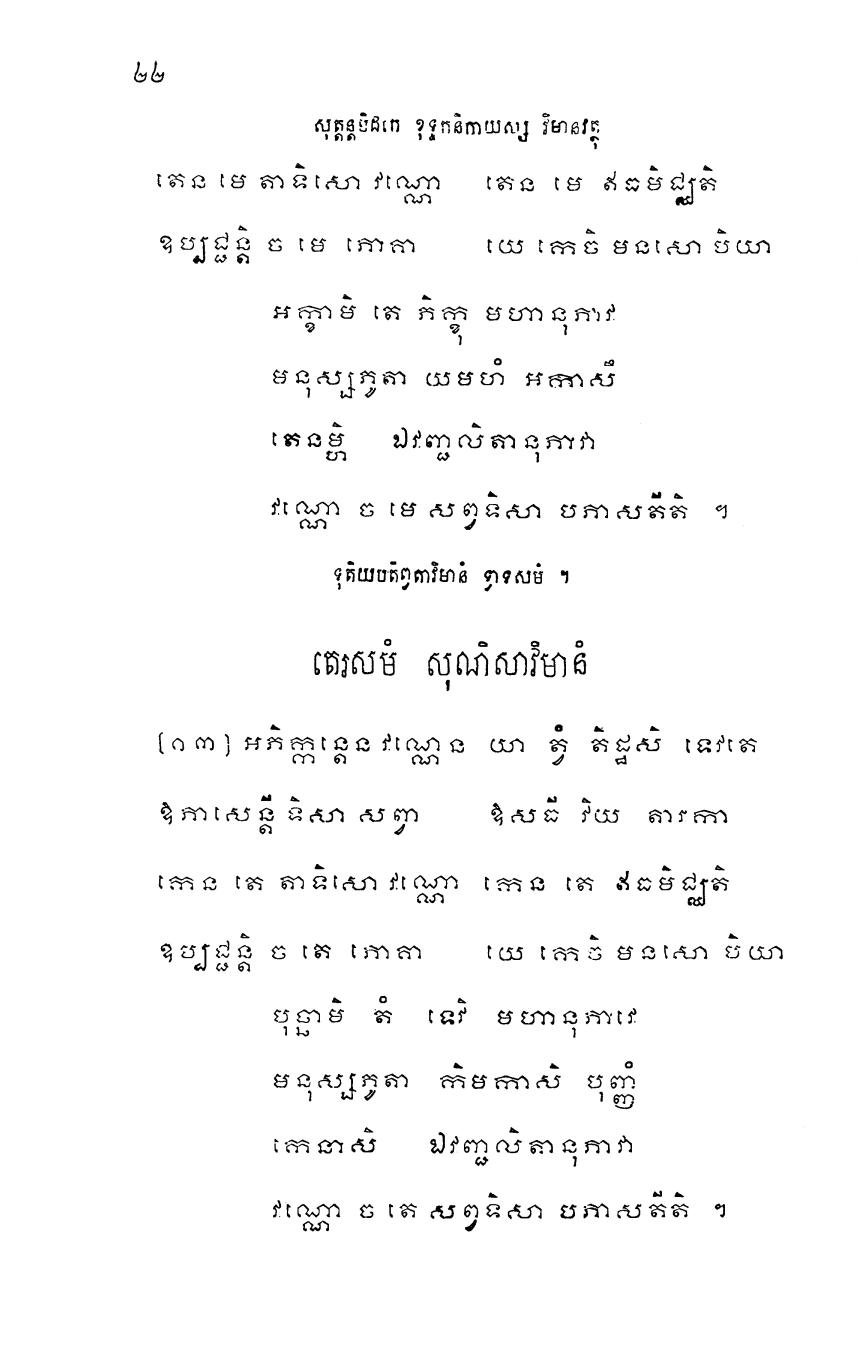 ២២
សុត្តន្តបិដកេ ខុទ្ទកនិកាយស្ស វិមានវត្ថុ
តេន មេ តាទិសោ វណ្ណោ តេន មេ ឥធមិជ្ឈតិ
ឧប្បជ្ជន្តិ ច មេ ភោគា យេ កេចិ មនសោ បិយា
អក្ខាមិ តេ ភិក្ខុ មហានុភាវ
មនុស្សភូតា យមហំ អកាសឹ
តេនម្ហិ ឯវញ្ជលិតានុភាវា
វណ្ណោ ច មេ សព្វទិសា បភាសតីតិ ។
ទុតិយបតិព្វតាវិមានំ ទ្វាទសមំ ។
តេរសមំ សុណិសាវិមានំ
[១៣] អភិក្កន្តេន វណ្ណេន យា ត្វំ តិដ្ឋសិ ទេវតេ
ឱភាសេន្តី ទិសា សព្វា ឱសធី វិយ តារកា
កេន តេ តាទិសោ វណ្ណោ កេន តេ ឥធមិជ្ឈតិ
ឧប្បជ្ជន្តិ ច តេ ភោគា យេ កេចិ មនសោ បិយា
បុច្ឆាមិ តំ ទេវិ មហានុភាវេ
មនុស្សភូតា កិមកាសិ បុញ្ញំ
កេនាសិ ឯវញ្ជលិតានុភាវា
វណ្ណោ ច តេ សព្វទិសា បភាសតីតិ ។